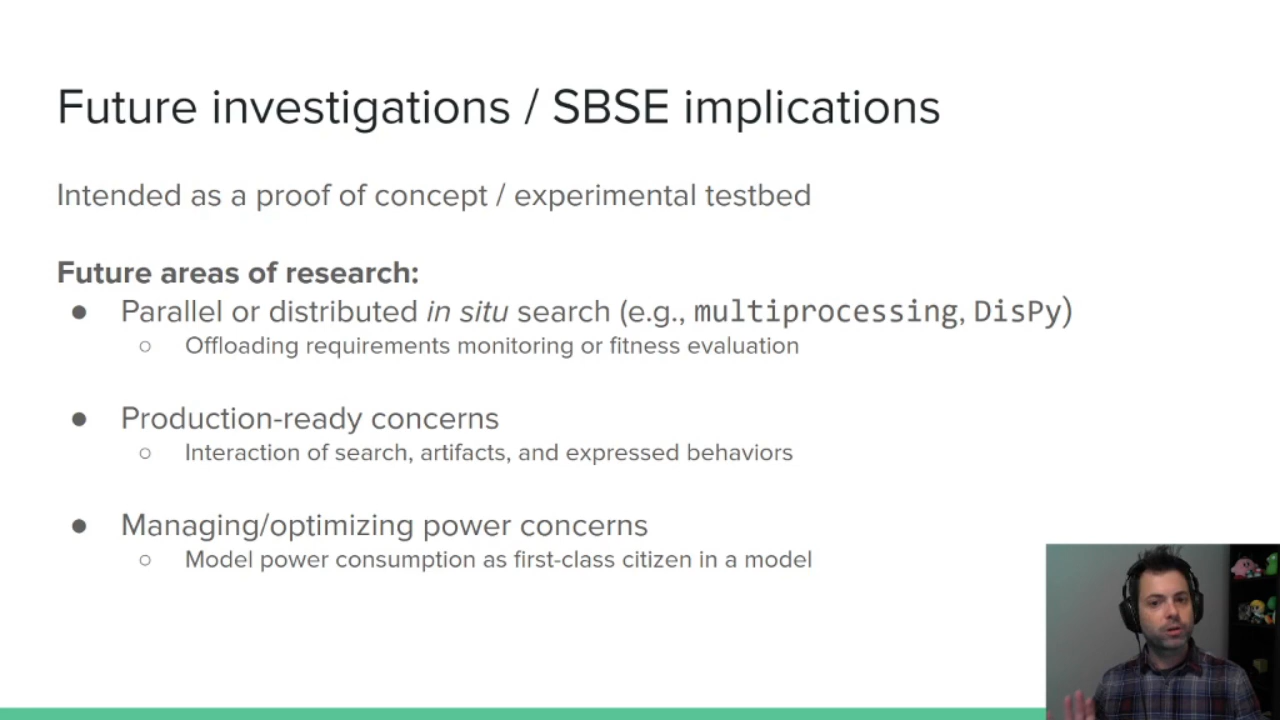 Future investigations / SBSE implications
Intended as a proof of concept / experimental testbed
Future areas of research:
● Parallel or distributed in situ search (e.g., multiprocessing, DisPy)
○ Offloading requirements monitoring or fitness evaluation
● Production-ready concerns
○ Interaction of search, artifacts, and expressed behaviors
● Managing/optimizing power concerns
○ Model power consumption as first-class citizen in a model